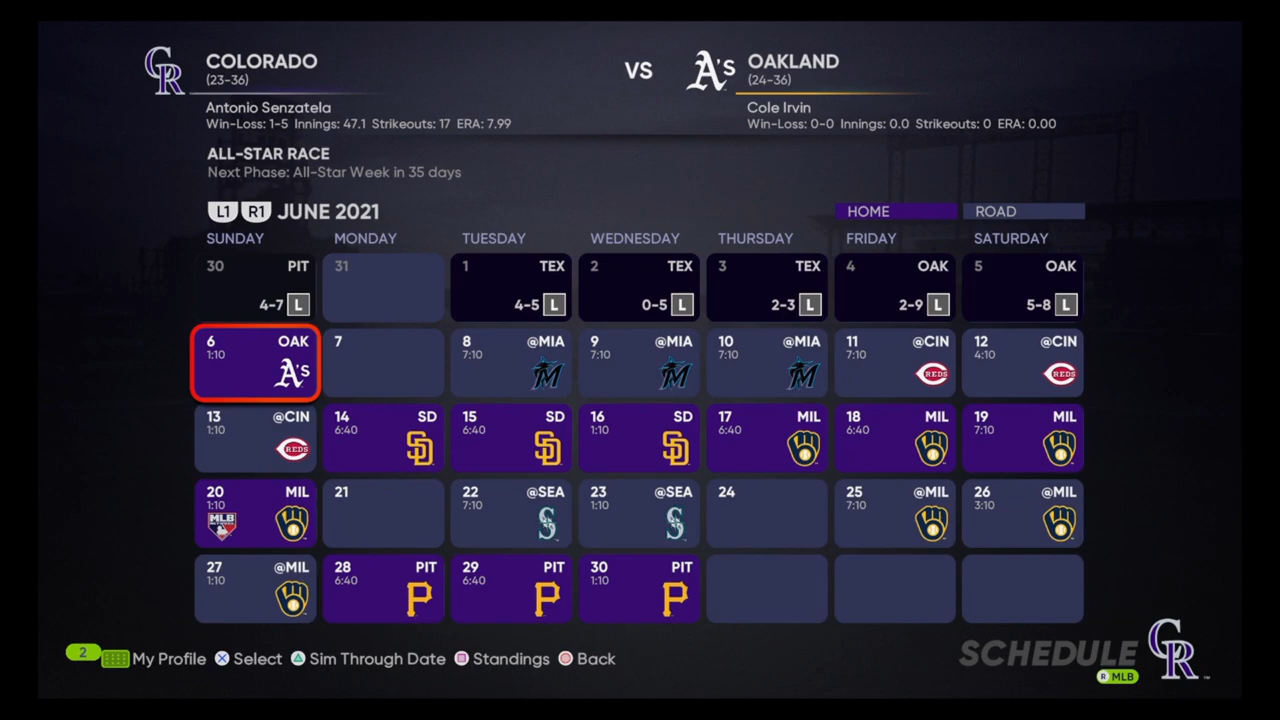 COLORADO
(23-36)
VS
A's
OAKLAND
(24-36)
Antonio Senzatela
Win-Loss: 1-5 Innings: 47.1 Strikeouts: 17 ERA: 7.99
Cole Irvin
Win-Loss: 0-0 Innings: 0.0 Strikeouts: 0 ERA: 0.00
ALL-STAR RACE
Next Phase: All-Star Week in 35 days
L1 R1 JUNE 2021
HOME ROAD
SUNDAY MONDAY TUESDAY WEDNESDAY THURSDAY FRIDAY SATURDAY
30 PIT 31 1 TEX 2 TEX 3 TEX 4 OAK 5 OAK
4-7 L 4-5 L 0-5 L 2-3 L 2-9 L 5-8 L
6 OAK 7 8 @MIA 9 @MIA 10 @MIA 11 @CIN 12 @CIN
1:10 7:10 7:10 7:10 7:10 4:10
A's M M M REDS REDS
13 @CIN 14 SD 15 SD 16 SD 17 MIL 18 MIL 19 MIL
1:10 6:40 6:40 1:10 6:40 6:40 7:10
REDS SD SD SD
20 MIL 21 22 @SEA 23 @SEA 24 25 @MIL 26 @MIL
1:10 7:10 1:10 7:10 3:10
MLB S S
27 @MIL 28 PIT 29 PIT 30 PIT
1:10 6:40 6:40 1:10
P P P
2 My Profile Select Sim Through Date Standings Back
SCHEDULE CR
R MLB